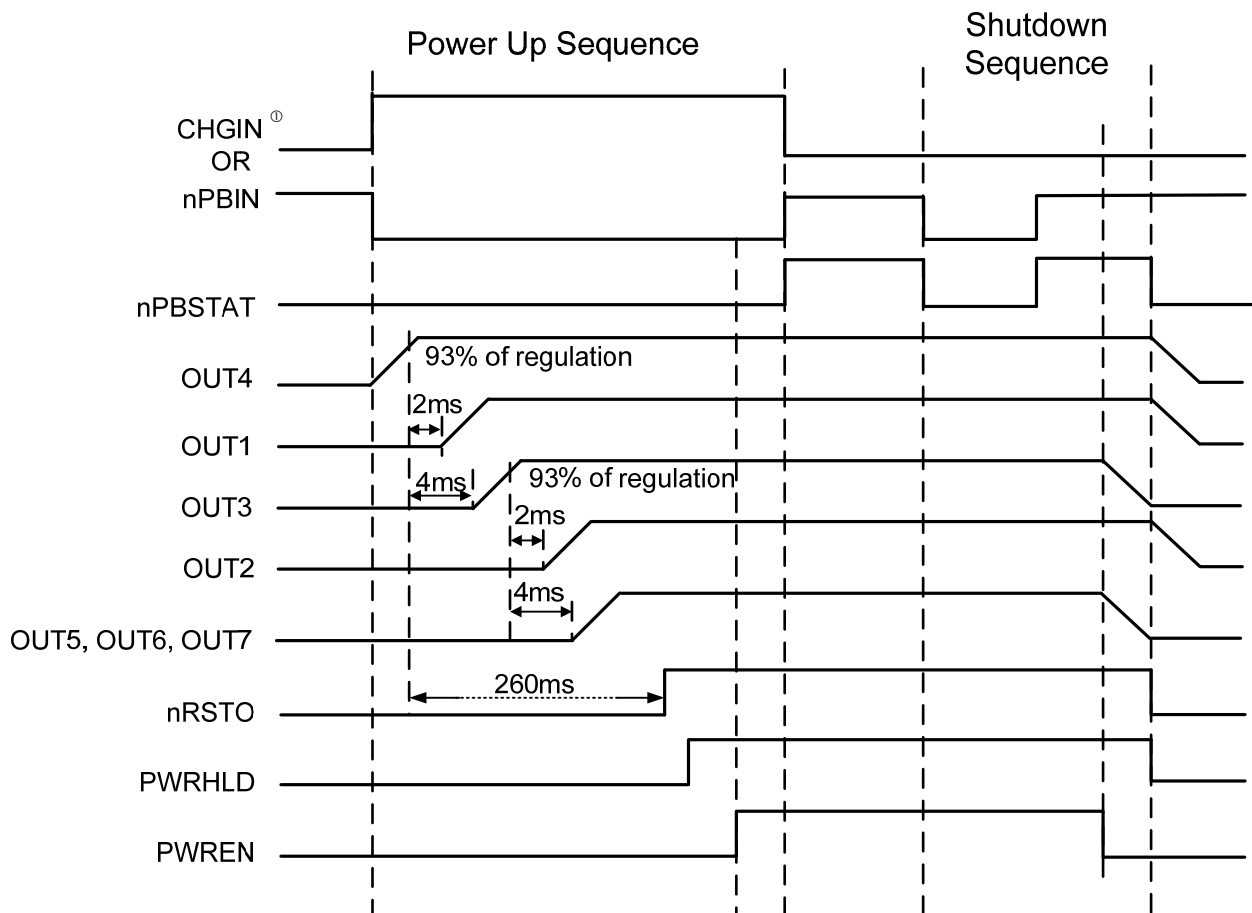 Power Up Sequence
Shutdown
Sequence
CHGIN ①
OR
nPBIN
nPBSTAT
93% of regulation
OUT4
2ms
OUT1
4ms
93% of regulation
OUT3
2ms
OUT2
4ms
OUT5, OUT6, OUT7
260ms
nRSTO
PWRHLD
PWREN